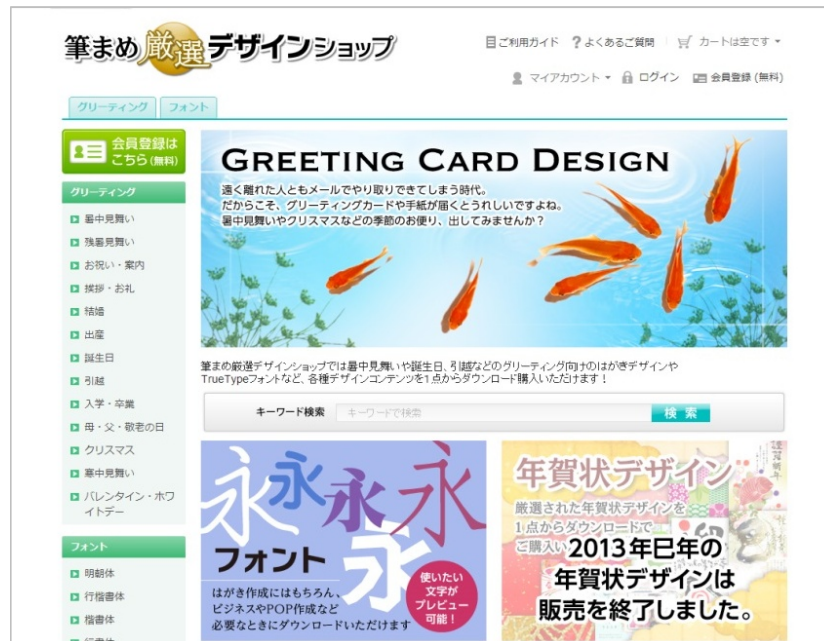 筆まめ厳選デザインショップ
ご利用ガイド ?よくあるご質問 カートは空です
マイアカウント ログイン 会員登録 (無料)
グリーティング フォント
会員登録は
こちら(無料)
グリーティング
暑中見舞い
残暑見舞い
お祝い・案内
挨拶・お礼
結婚
出産
誕生日
引越
入学・卒業
母・父・敬老の日
クリスマス
寒中見舞い
バレンタイン・ホワ
イトデー
フォント
明朝体
行楷書体
楷書体
GREETING CARD DESIGN
遠く離れた人ともメールでやり取りできてしまう時代。
だからこそ、グリーティングカードや手紙が届くとうれしいですよね。
暑中見舞いやクリスマスなどの季節のお便り、出してみませんか?
筆まめ厳選デザインショップでは暑中見舞いや誕生日、引越などのグリーティング向けのはがきデザインや
TrueTypeフォントなど、各種デザインコンテンツを1点からダウンロード購入いただけます!
キーワード検索 キーワードで検索 検索
永永永永永
フォント
はがき作成にはもちろん、
ビジネスやPOP作成など
必要なときにダウンロードいただけます
使いたい
文字が
プレビュー
可能!
年賀状デザイン
厳選された年賀状デザインを
1点からダウンロードで
ご購入い
2013年巳年の
年賀状デザインは
販売を終了しました。